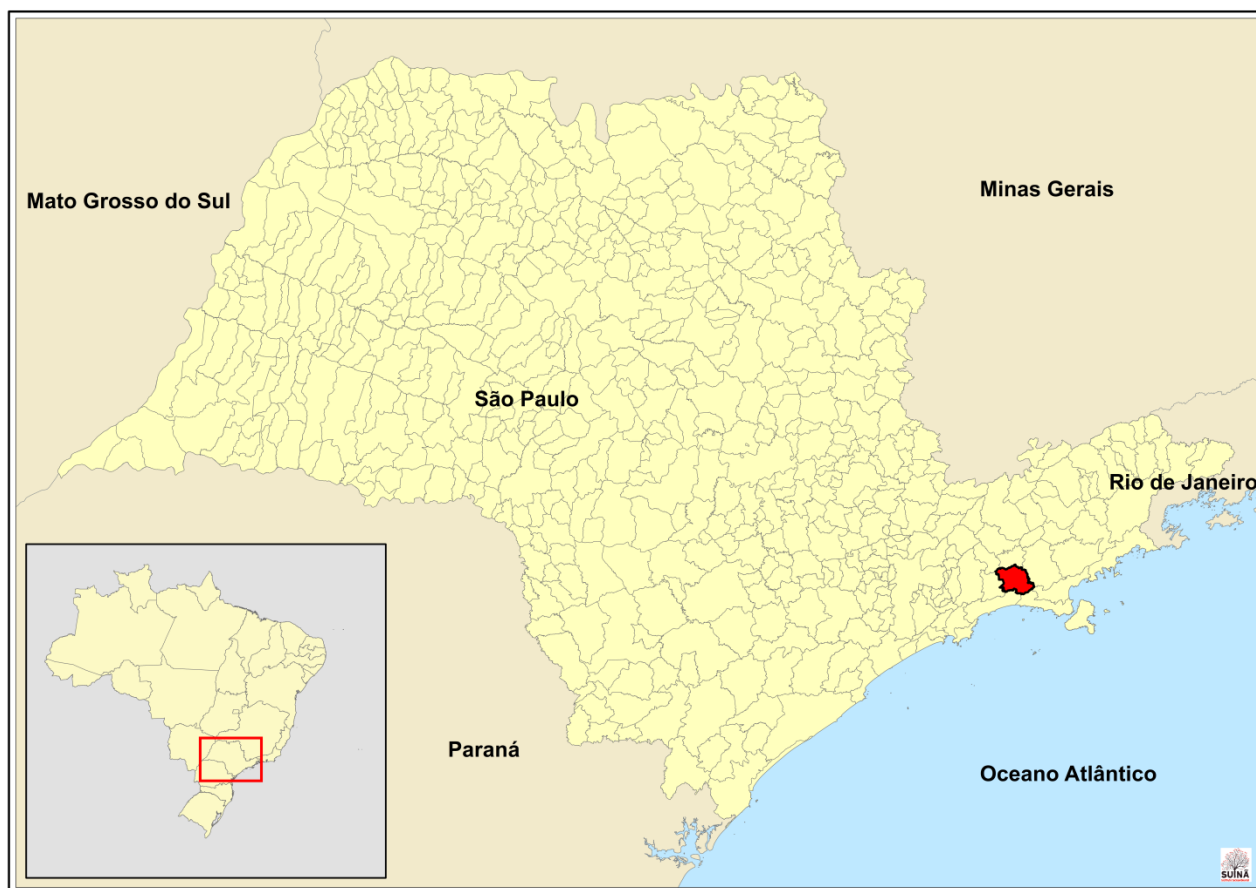 Minas Gerais
Mato Grosso do Sul
São Paulo
Rio de Janeiro
Paraná
Oceano Atlântico
SUINÃ